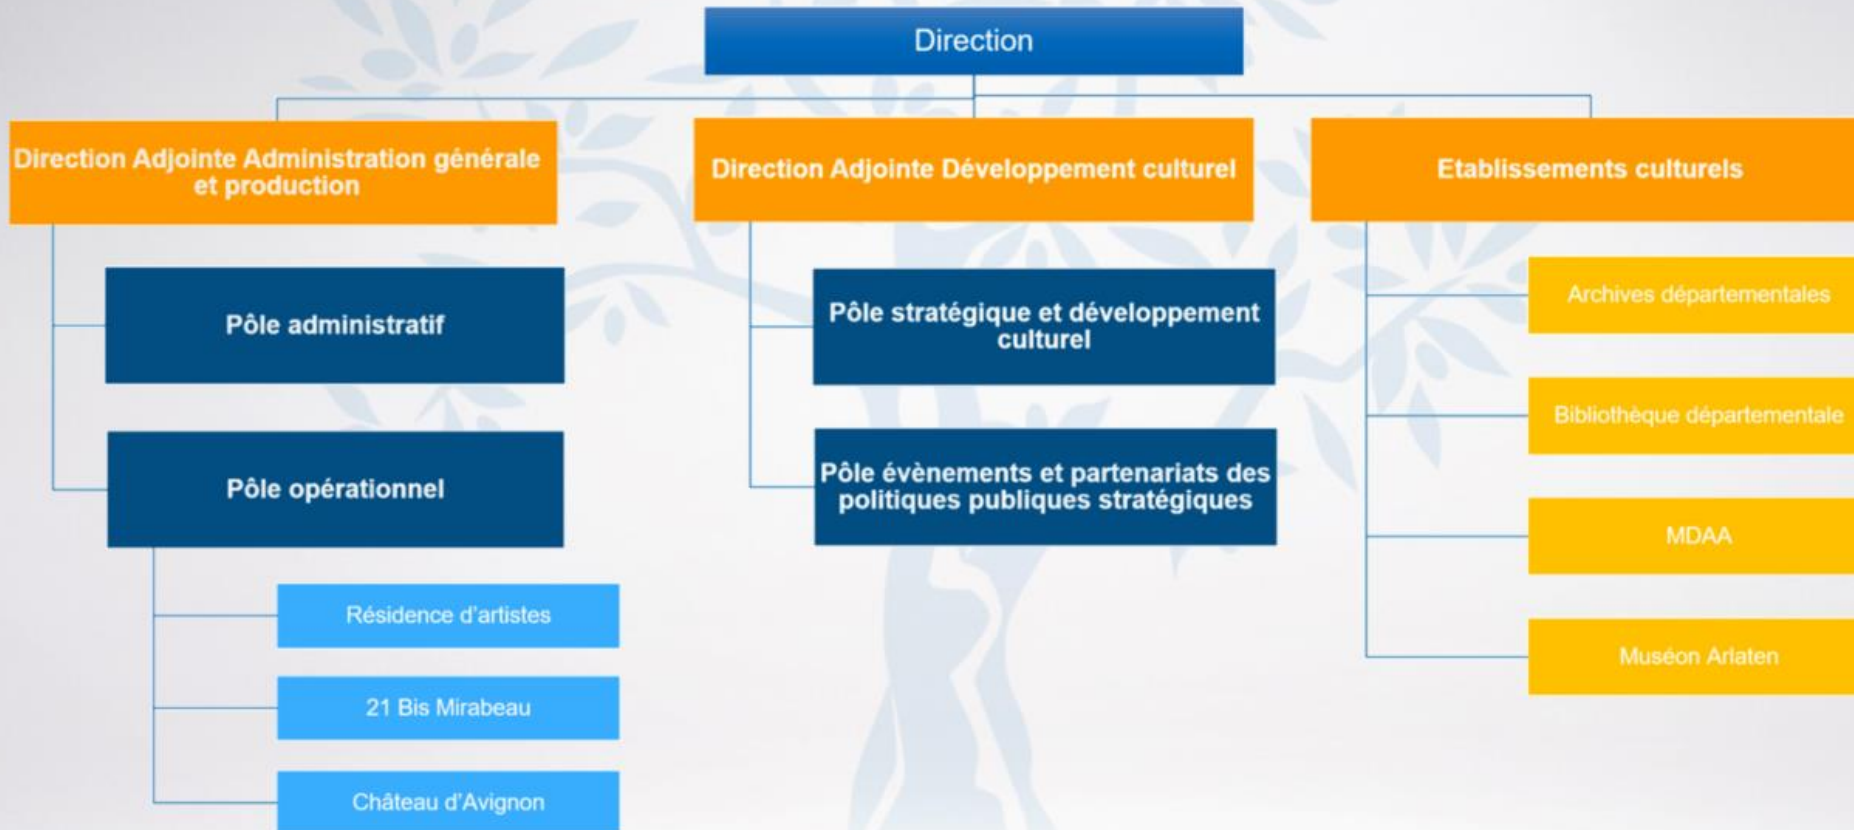 Direction
Direction Adjointe Administration générale
et production
Direction Adjointe Développement culturel
Etablissements culturels
Pôle administratif
Pôle opérationnel
Résidence d'artistes
21 Bis Mirabeau
Château d'Avignon
Pôle stratégique et développement
culturel
Pôle évènements et partenariats des
politiques publiques stratégiques
Archives départementales
Bibliothèque départementale
MDAA
Muséon Arlaten